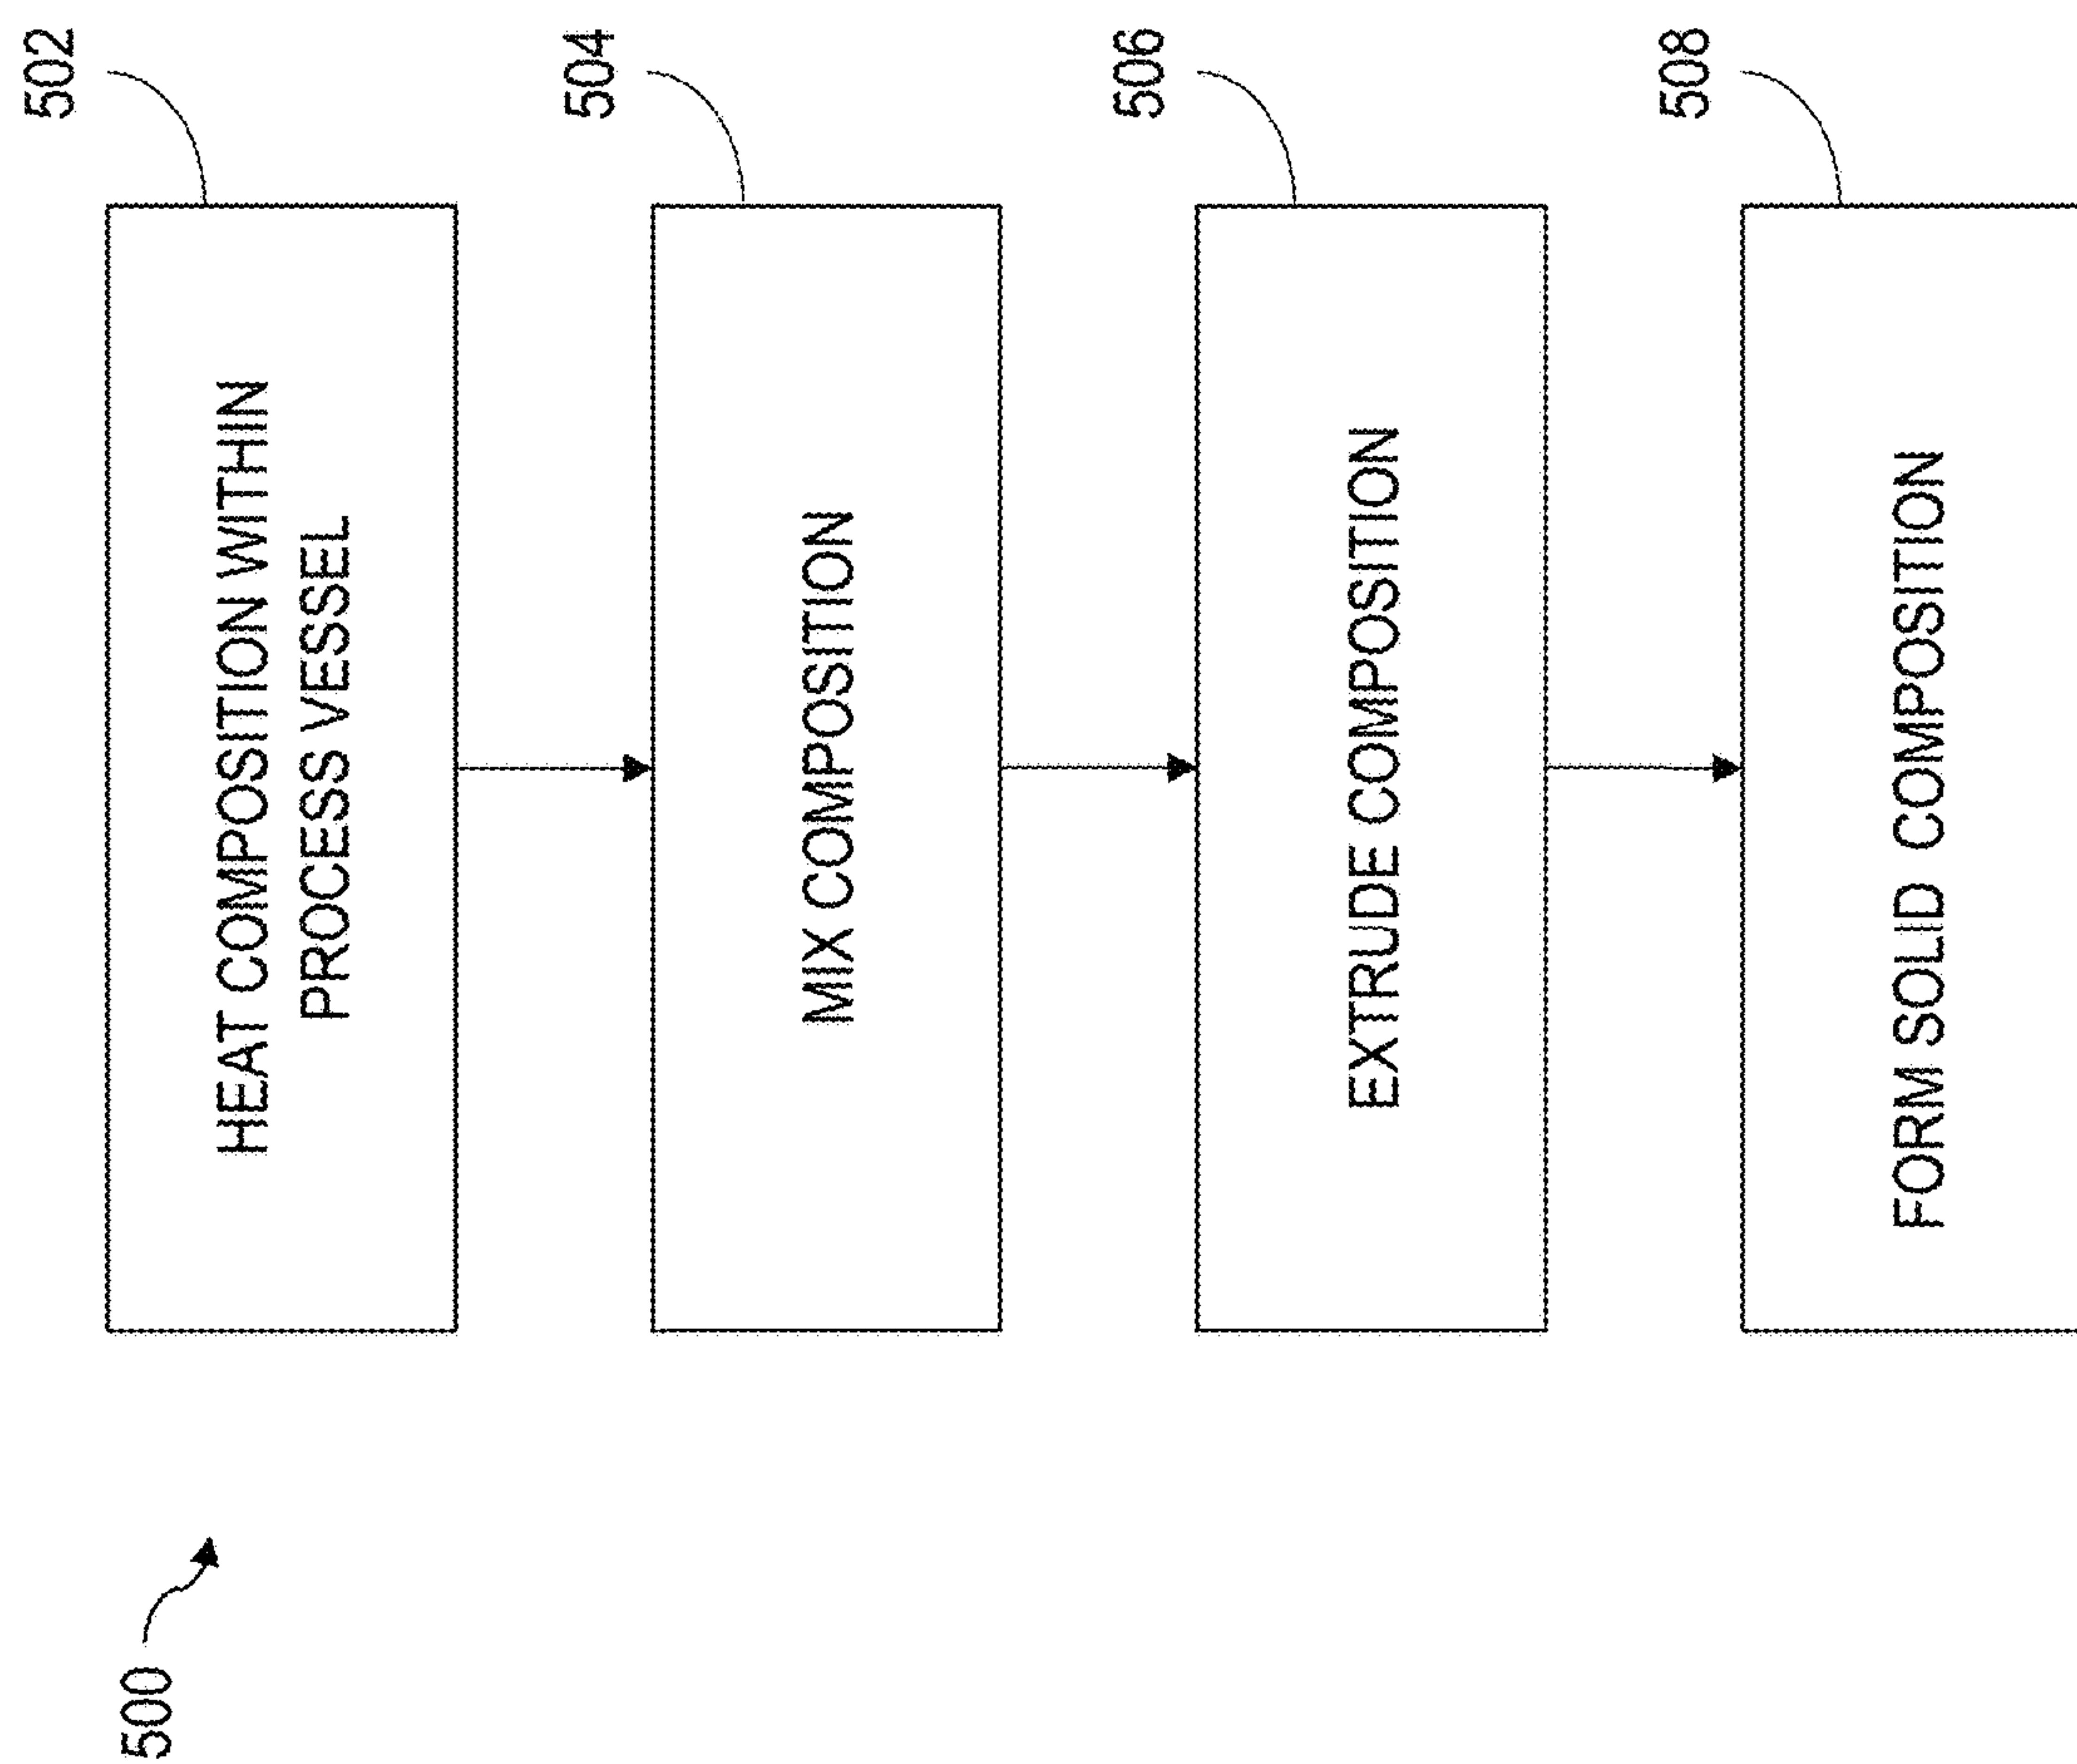 500
502
HEAT COMPOSITION WITHIN
PROCESS VESSEL
504
MIX COMPOSITION
506
EXTRUDE COMPOSITION
508
FORM SOLID COMPOSITION